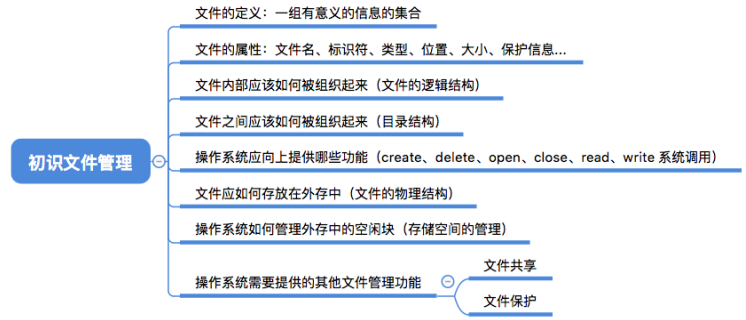 文件的定义：一组有意义的信息的集合
文件的属性：文件名、标识符、类型、位置、大小、保护信息...
文件内部应该如何被组织起来（文件的逻辑结构）
文件之间应该如何被组织起来（目录结构）
初识文件管理
操作系统应向上提供哪些功能（create、delete、open、close、read、write 系统调用）
文件应如何存放在外存中（文件的物理结构）
操作系统如何管理外存中的空闲块（存储空间的管理）
操作系统需要提供的其他文件管理功能
文件共享
文件保护